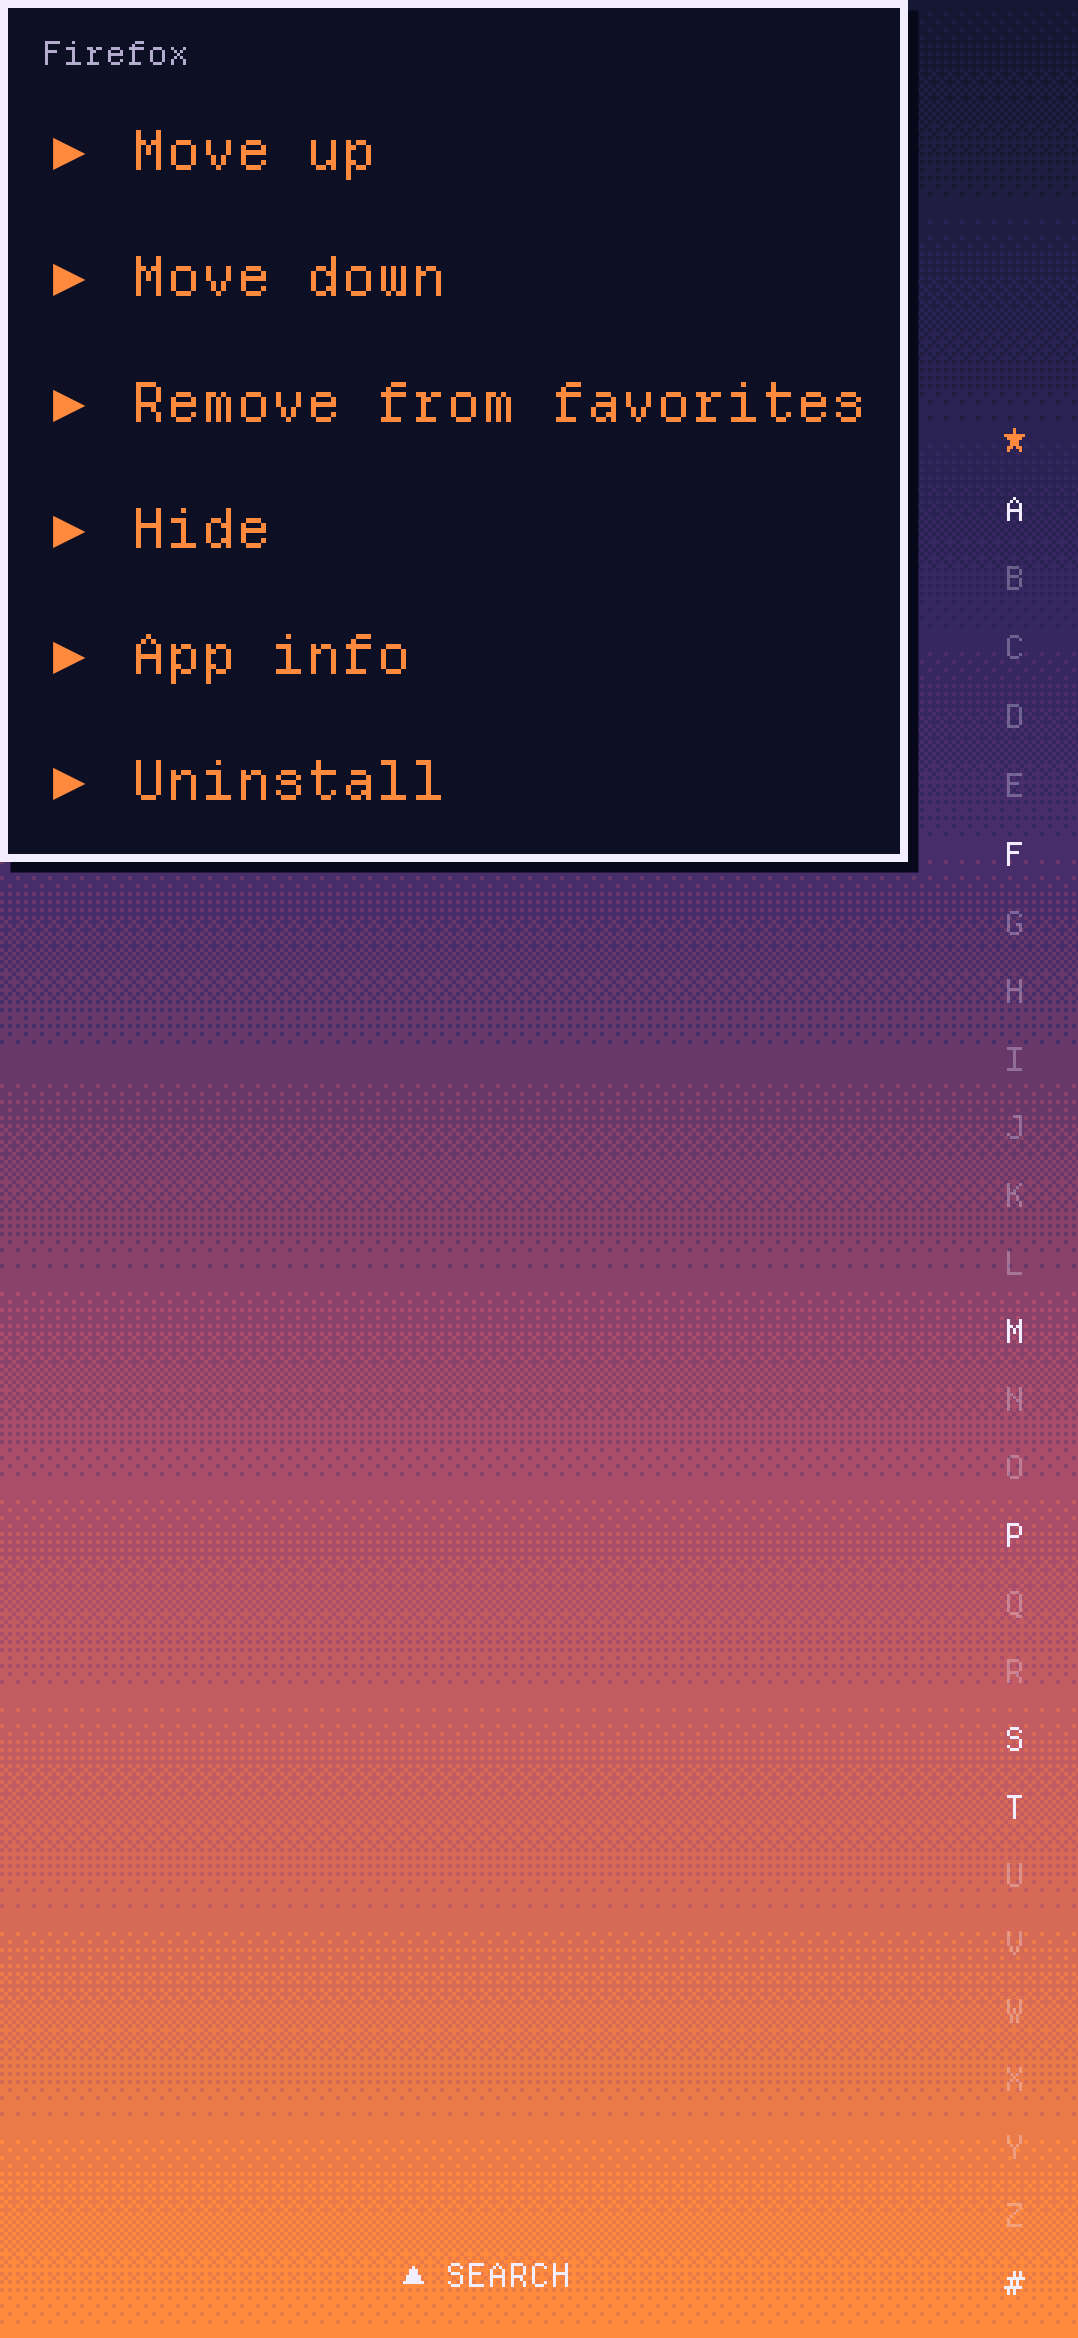 Firefox
▶ Move up
▶ Move down
▶ Remove from favorites
▶ Hide
▶ App info
▶ Uninstall
★
A
B
C
D
E
F
G
H
I
J
K
L
M
N
O
P
Q
R
S
T
U
V
W
X
Y
Z
#
▲ SEARCH